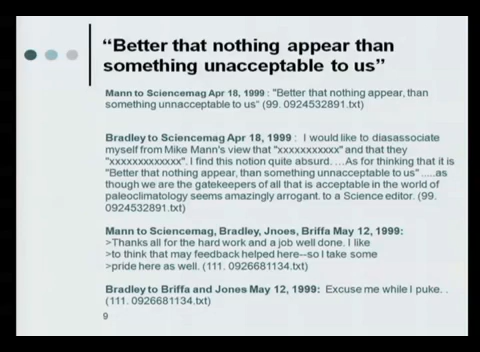 “Better that nothing appear than
something unacceptable to us”
Mann to Sciencemag Apr 18, 1999 : "Better that nothing appear, than
something unnacceptable to us" (99. 0924532891.txt)
Bradley to Sciencemag Apr 18, 1999 : I would like to diasassociate
myself from Mike Mann's view that "xxxxxxxxxxx" and that they
"xxxxxxxxxxxxx". I find this notion quite absurd. ....As for thinking that it is
"Better that nothing appear, than something unnacceptable to us" .....as
though we are the gatekeepers of all that is acceptable in the world of
paleoclimatology seems amazingly arrogant. to a Science editor. (99.
0924532891.txt)
Mann to Sciencemag, Bradley, Jnoes, Briffa May 12, 1999:
>Thanks all for the hard work and a job well done. I like
>to think that may feedback helped here--so I take some
>pride here as well. (111. 0926681134.txt)
Bradley to Briffa and Jones May 12, 1999: Excuse me while I puke. .
(111. 0926681134.txt)
9